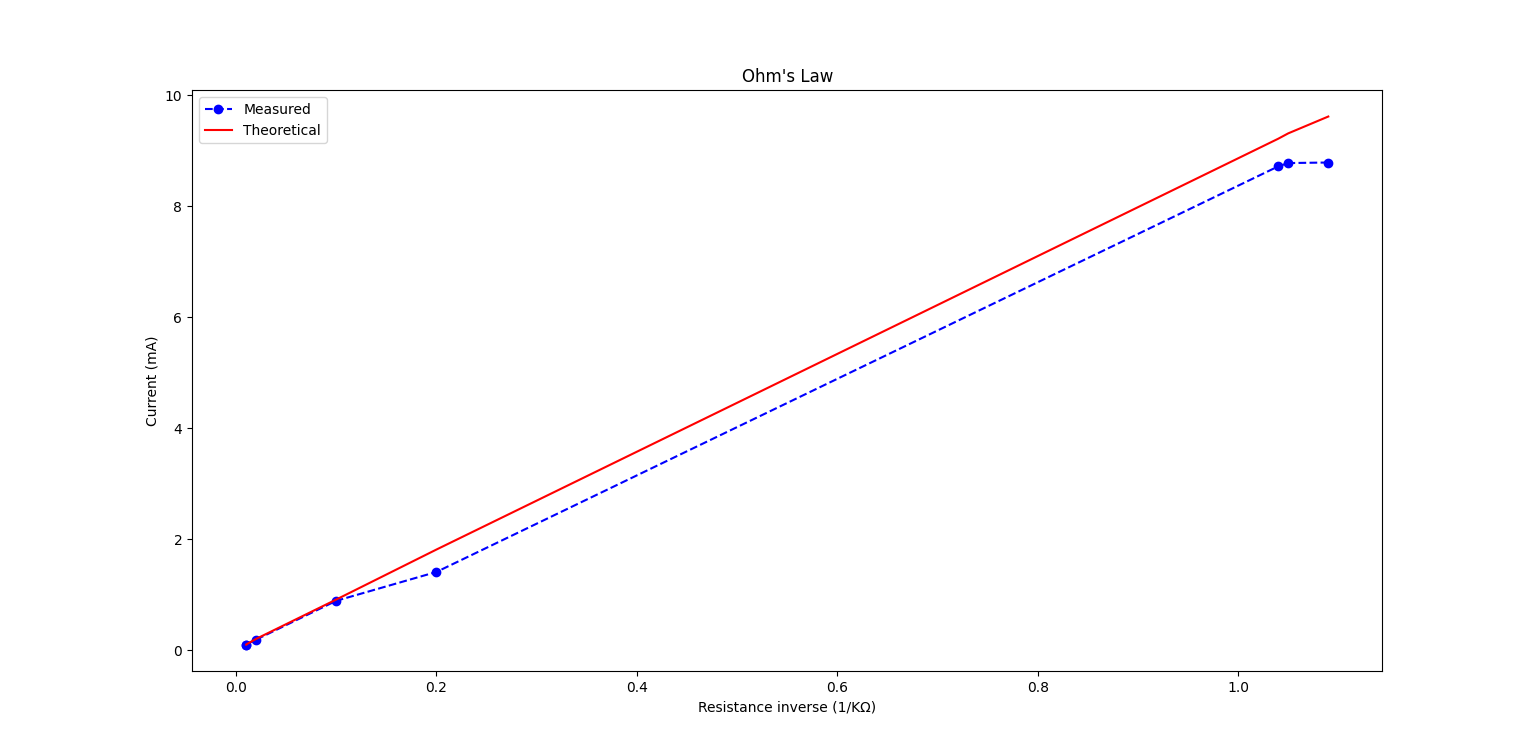 Ohm's Law
Measured
Theoretical
10
8
6
4
2
0
Current (mA)
0.0 0.2 0.4 0.6 0.8 1.0
Resistance inverse (1/KΩ)